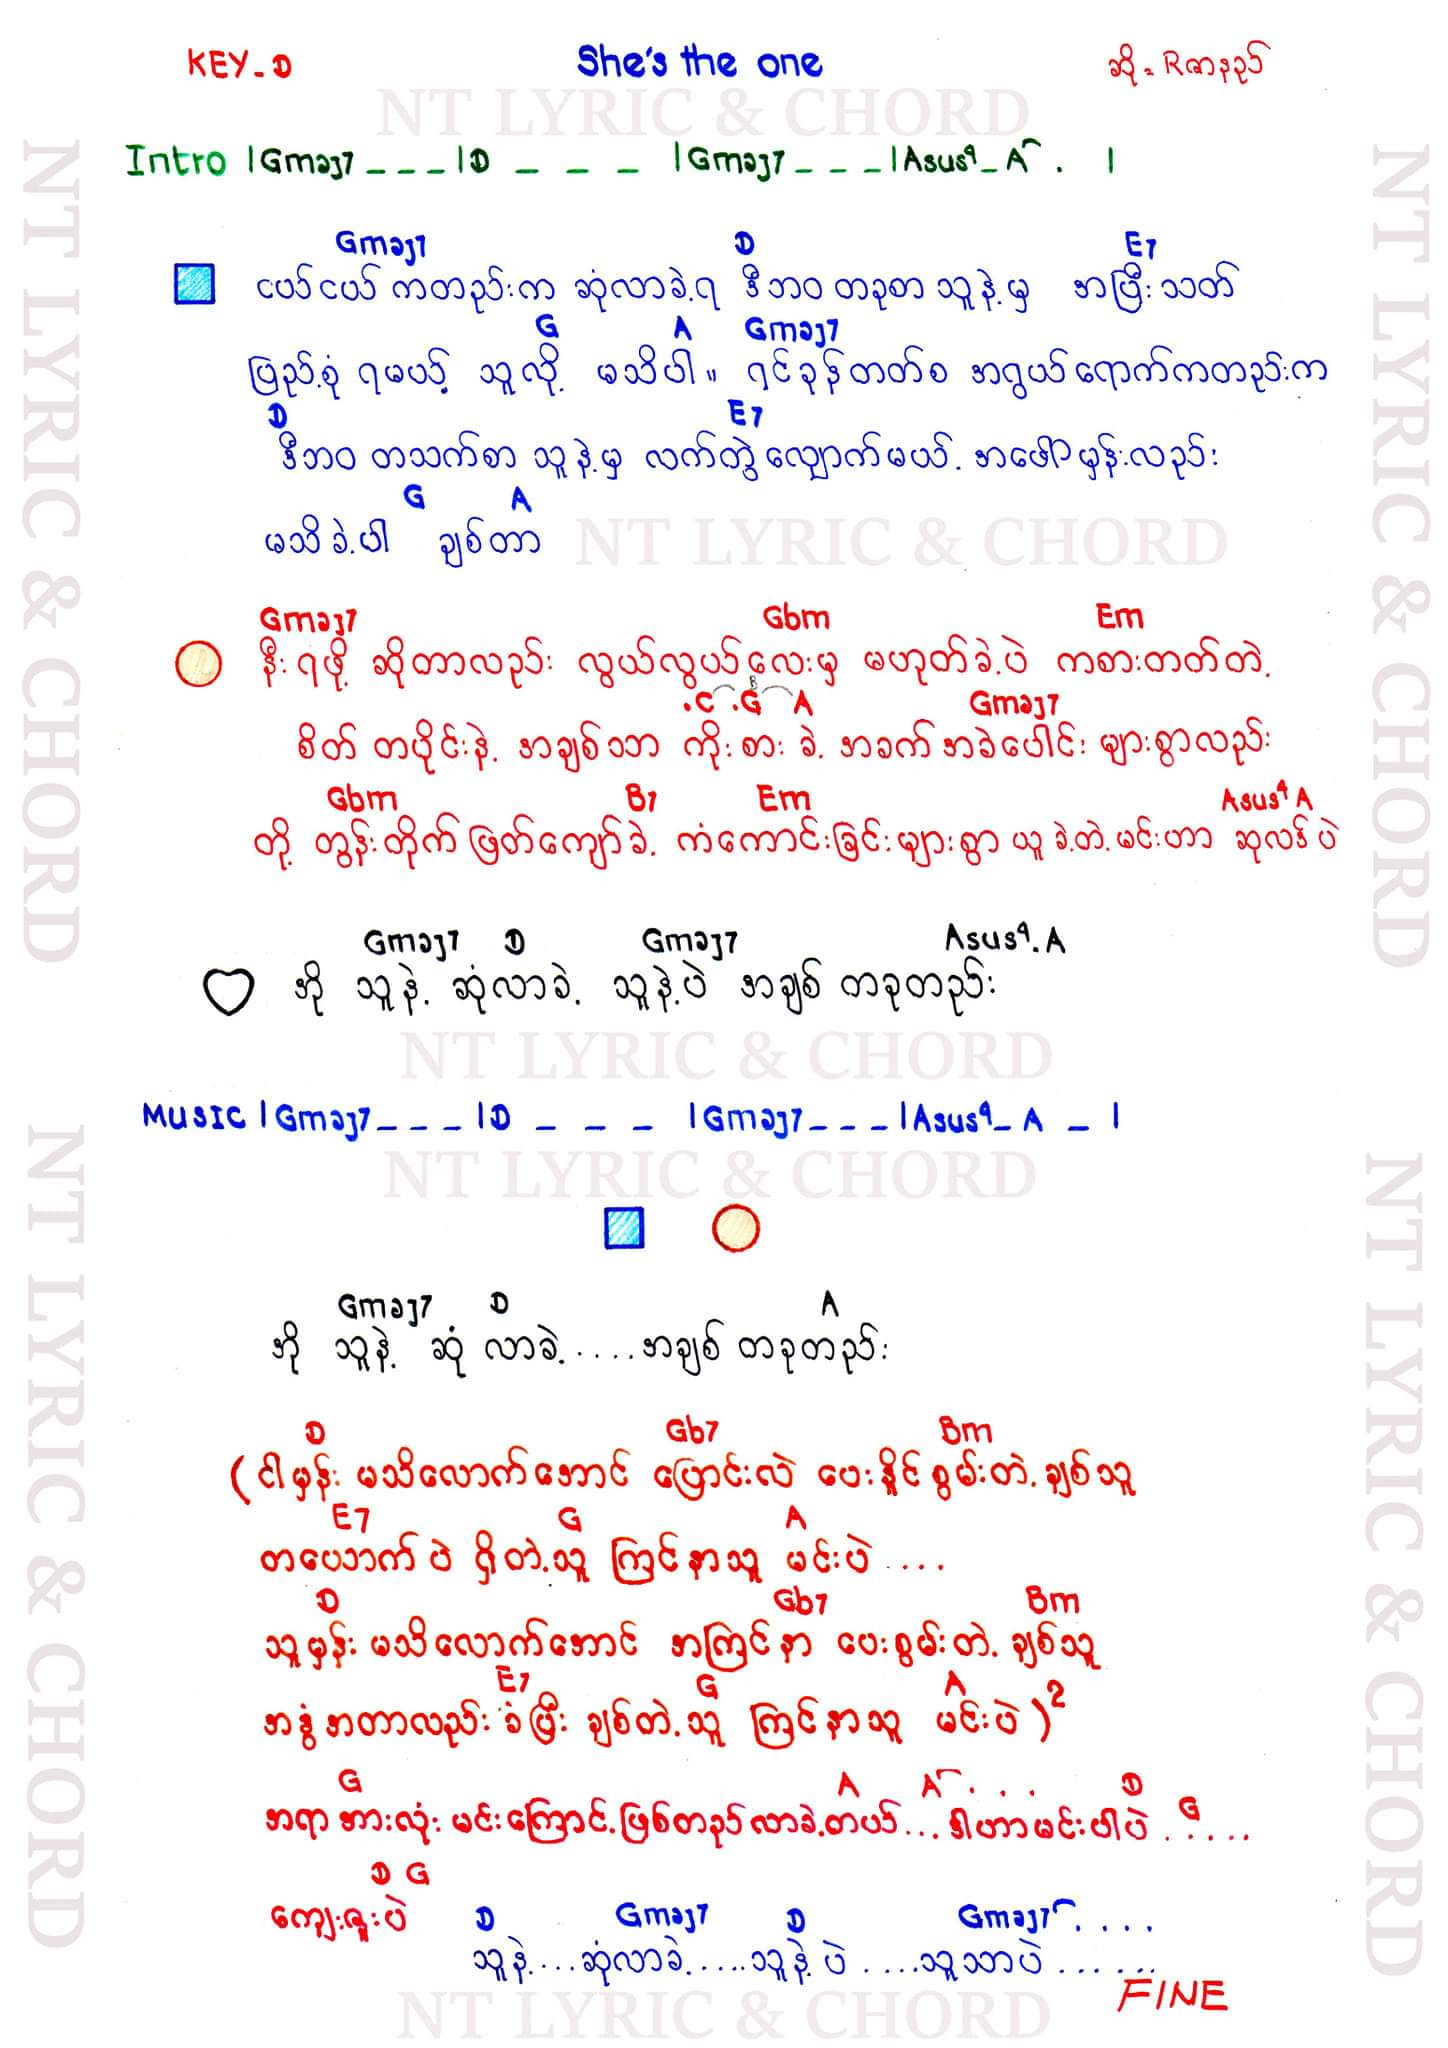 KEY-D She's the one ဆို - Rဇာနည်
NT LYRIC & CHORD
Intro |Gmaj7 _ _ _ |D _ _ _ |Gmaj7 _ _ _ |Asus4 _ A . |
Gmaj7 D E7
ငယ်ငယ် ကတည်းက ဆုံလာခဲ့ရ ဒီဘဝ တခုစာ သူနဲ့မှ အပြီးသတ်
G A Gmaj7
ပြည့်စုံ ရမယ့် သူလို့ မသိပါ။ ရင်ခုန်တတ်စ အရွယ်ရောက်ကတည်းက
D E7
ဒီဘဝ တသက်စာ သူနဲ့မှ လက်တွဲလျှောက်မယ့် အဖေါ်မှန်းလည်း
G A
မသိခဲ့ပါ ချစ်တာ
NT LYRIC & CHORD
Gmaj7 Gbm Em
နီးရဖို့ ဆိုတာလည်း လွယ်လွယ်လေးမှ မဟုတ်ခဲ့ပဲ ကစားတတ်တဲ့
.C .G A Gmaj7
စိတ် တပိုင်းနဲ့ အချစ်သာ ကိုးစား ခဲ့ အခက်အခဲပေါင်း များစွာလည်း
Gbm B7 Em Asus4 A
တို့ တွန်းတိုက် ဖြတ်ကျော်ခဲ့ ကံကောင်းခြင်းများစွာ ယူခဲ့တဲ့မင်းဟာ ဆုလဒ်ပဲ
Gmaj7 D Gmaj7 Asus4.A
အို သူနဲ့ ဆုံလာခဲ့ သူနဲ့ပဲ အချစ် တခုတည်း
NT LYRIC & CHORD
MUSIC |Gmaj7 _ _ _ |D _ _ _ |Gmaj7 _ _ _ |Asus4 _ A _ |
NT LYRIC & CHORD
Gmaj7 D A
အို သူနဲ့ ဆုံ လာခဲ့.....အချစ် တခုတည်း
D Gb7 Bm
(ငါမှန်း မသိလောက်အောင် ပြောင်းလဲ ပေးနိူင်စွမ်းတဲ့ ချစ်သူ
E7 G A
တယောက်ပဲ ရှိတဲ့သူ ကြင်နာသူ မင်းပဲ ....
D Gb7 Bm
သူမှန်း မသိလောက်အောင် အကြင်နာ ပေးစွမ်းတဲ့ ချစ်သူ
E7 G A
အနွံအတာလည်း ခံပြီး ချစ်တဲ့သူ ကြင်နာသူ မင်းပဲ )2
G A A . . . D G
အရာအားလုံး မင်းကြောင့်ဖြစ်တည်လာခဲ့တယ်...ဒါဟာမင်းပါပဲ ......
D G
ကျေးဇူးပဲ
D Gmaj7 D Gmaj7 ....
သူနဲ့....ဆုံလာခဲ့.....သူနဲ့ ပဲ ....သူသာပဲ .......
FINE
NT LYRIC & CHORD
NT LYRIC & CHORD
NT LYRIC & CHORD
NT LYRIC & CHORD
NT LYRIC & CHORD